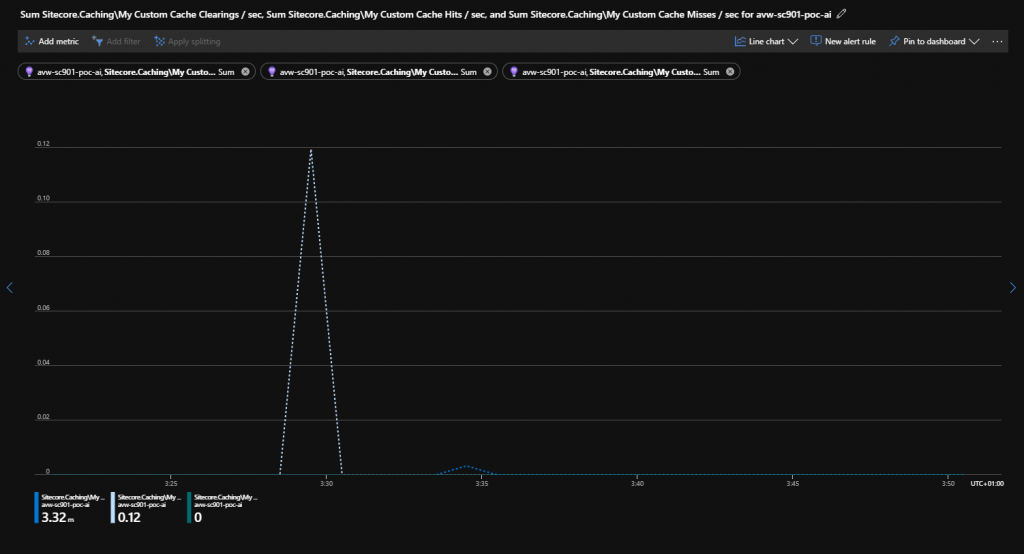 Sum Sitecore.Caching\My Custom Cache Clearings / sec, Sum Sitecore.Caching\My Custom Cache Hits / sec, and Sum Sitecore.Caching\My Custom Cache Misses / sec for avw-sc901-poc-ai
Add metric Add filter Apply splitting Line chart New alert rule Pin to dashboard ...
avw-sc901-poc-ai, Sitecore.Caching\My Custo... Sum avw-sc901-poc-ai, Sitecore.Caching\My Custo... Sum avw-sc901-poc-ai, Sitecore.Caching\My Custo... Sum
0.12
0.10
0.08
0.06
0.04
0.02
0
3:25 3:30 3:35 3:40 3:45 3:50 UTC+01:00
Sitecore.Caching\My ... Sitecore.Caching\My ... Sitecore.Caching\My ...
avw-sc901-poc-ai avw-sc901-poc-ai avw-sc901-poc-ai
3.32 m 0.12 0